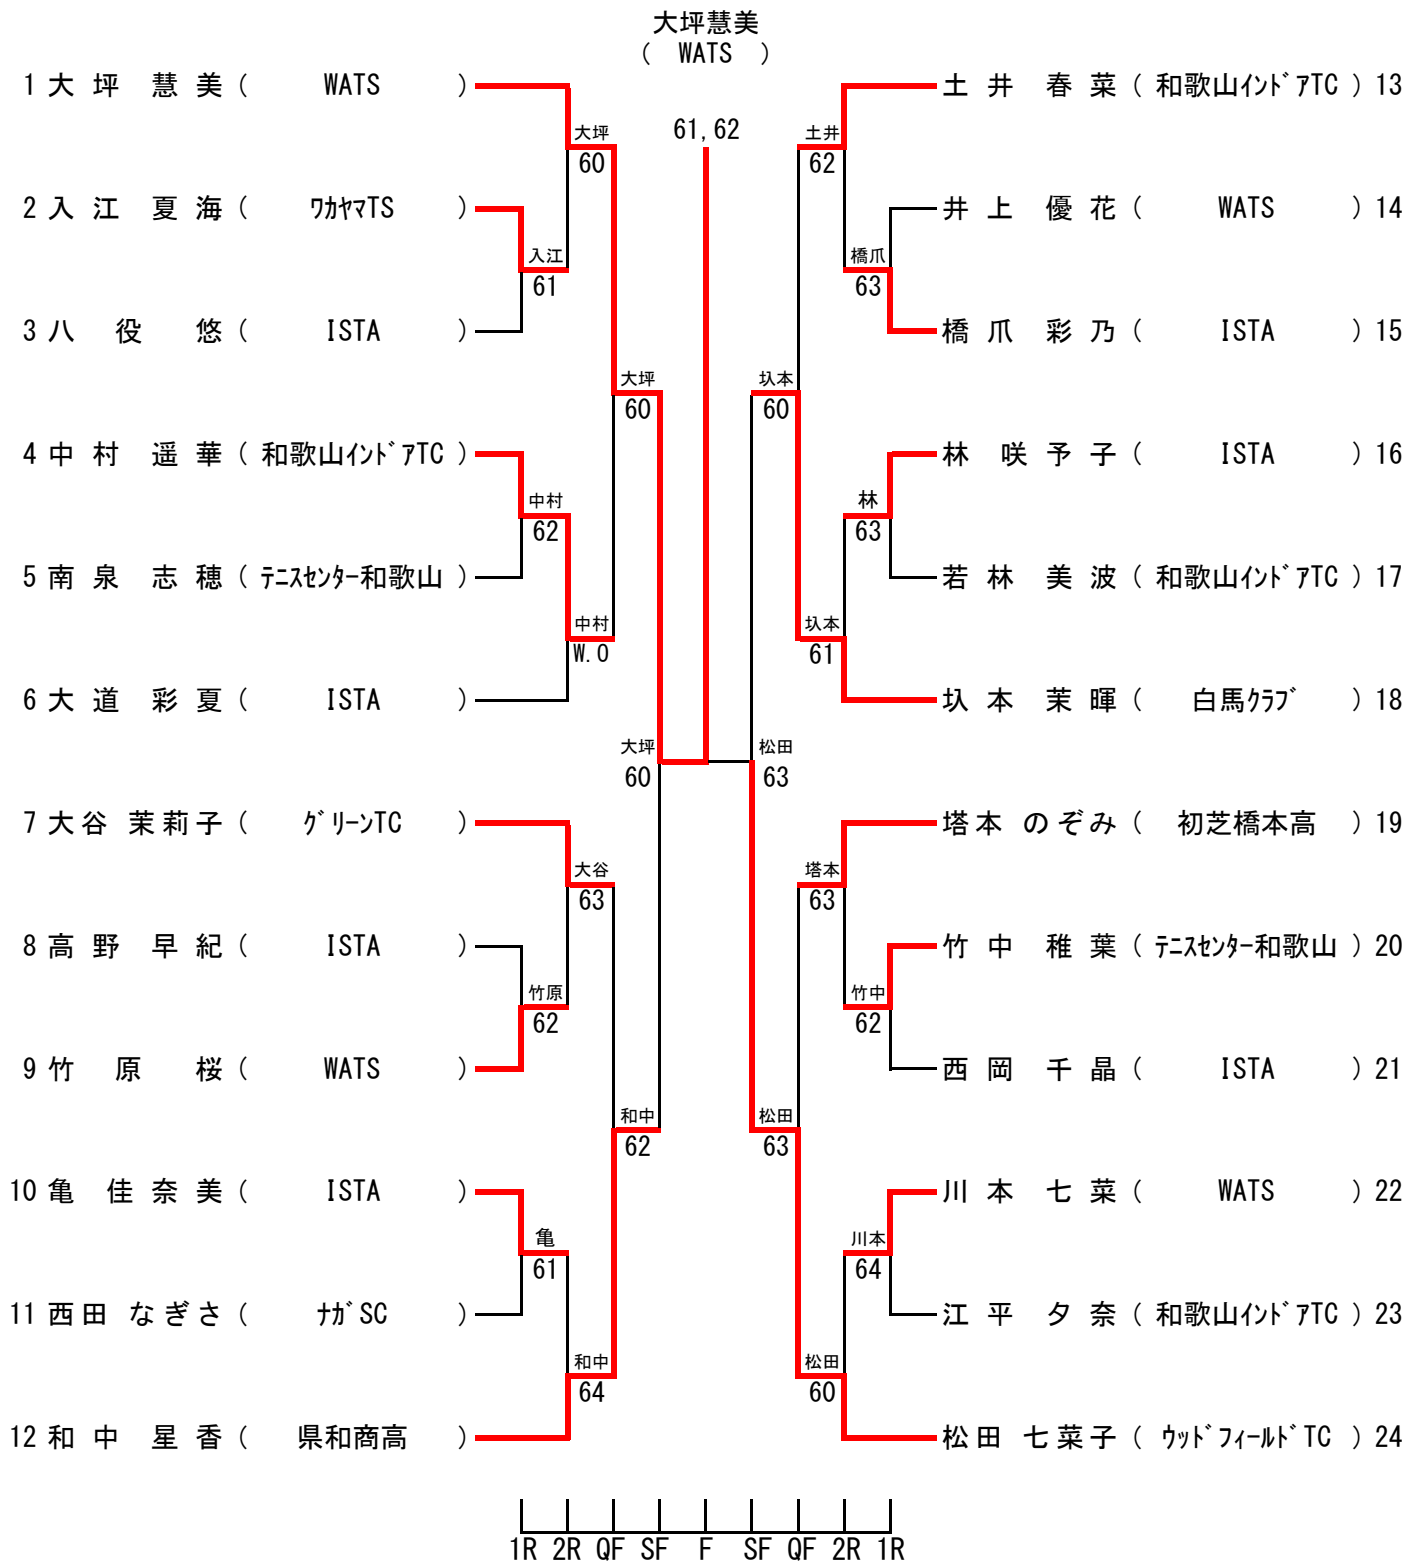 大坪慧美
( WATS )
1 大坪 慧美 ( WATS )
土井 春菜 ( 和歌山ｲﾝﾄﾞｱTC ) 13
大坪 61,62 土井
60 62
2 入江 夏海 ( ﾜｶﾔﾏTS )
井上 優花 ( WATS ) 14
入江 橋爪
61 63
3 八役 悠 ( ISTA )
橋爪 彩乃 ( ISTA ) 15
大坪 圦本
60 60
4 中村 遥華 ( 和歌山ｲﾝﾄﾞｱTC )
林 咲予子 ( ISTA ) 16
中村 林
62 63
5 南泉 志穂 ( ﾃﾆｽｾﾝﾀｰ和歌山 )
若林 美波 ( 和歌山ｲﾝﾄﾞｱTC ) 17
中村 圦本
W.O 61
6 大道 彩夏 ( ISTA )
圦本 茉暉 ( 白馬ｸﾗﾌﾞ ) 18
大坪 松田
60 63
7 大谷 茉莉子 ( ｸﾞﾘｰﾝTC )
塔本 のぞみ ( 初芝橋本高 ) 19
大谷 塔本
63 63
8 高野 早紀 ( ISTA )
竹中 稚葉 ( ﾃﾆｽｾﾝﾀｰ和歌山 ) 20
竹原 竹中
62 62
9 竹原 桜 ( WATS )
西岡 千晶 ( ISTA ) 21
和中 松田
62 63
10 亀 佳奈美 ( ISTA )
川本 七菜 ( WATS ) 22
亀 川本
61 64
11 西田 なぎさ ( ﾅｶﾞSC )
江平 夕奈 ( 和歌山ｲﾝﾄﾞｱTC ) 23
和中 松田
64 60
12 和中 星香 ( 県和商高 )
松田 七菜子 ( ｳｯﾄﾞﾌｨｰﾙﾄﾞTC ) 24
1R 2R QF SF F SF QF 2R 1R